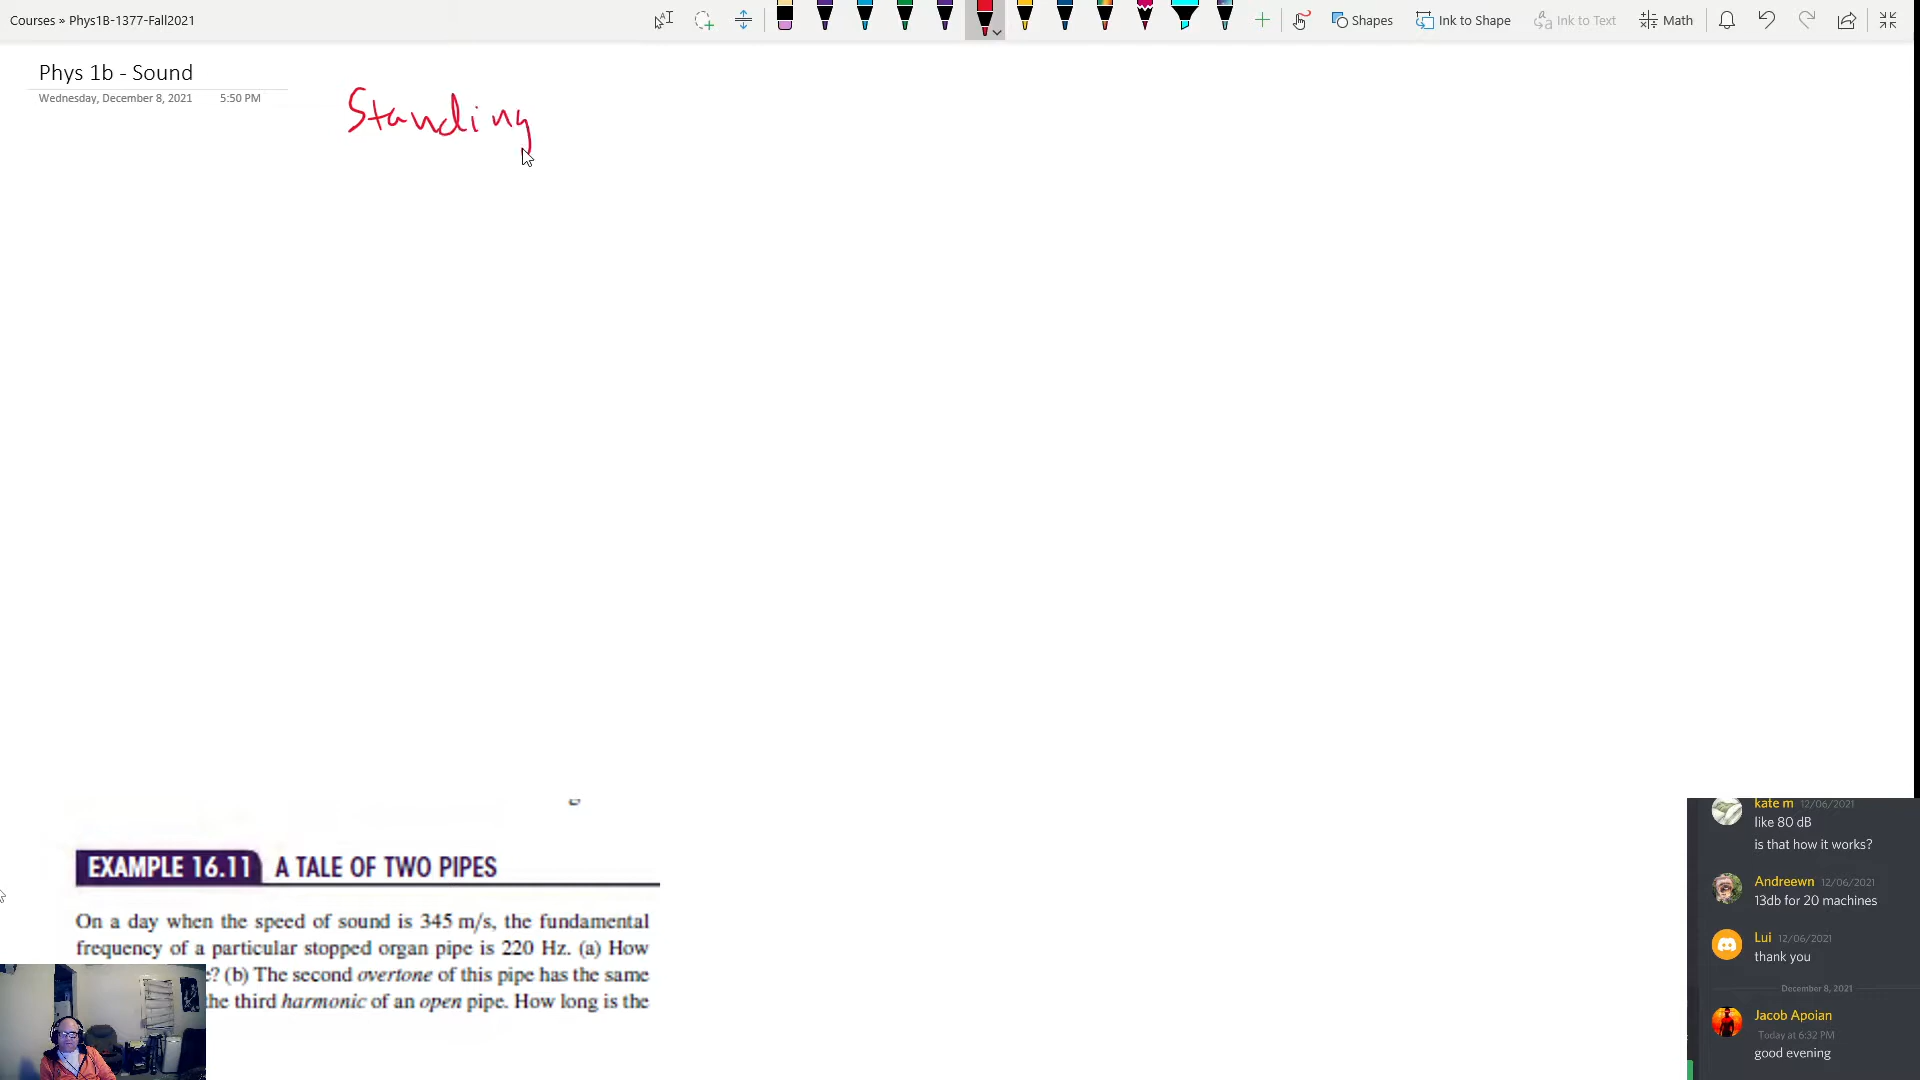 Courses » Phys1B-1377-Fall2021
Shapes
Ink to Shape
Ink to Text
Math
Phys 1b - Sound
Wednesday, December 8, 2021 5:50 PM
Standing
EXAMPLE 16.11 A TALE OF TWO PIPES
On a day when the speed of sound is 345 m/s, the fundamental
frequency of a particular stopped organ pipe is 220 Hz. (a) How
? (b) The second overtone of this pipe has the same
the third harmonic of an open pipe. How long is the
kate m 12/06/2021
like 80 dB
is that how it works?
Andreewn 12/06/2021
13db for 20 machines
Lui 12/06/2021
thank you
December 8, 2021
Jacob Apoian
Today at 6:32 PM
good evening